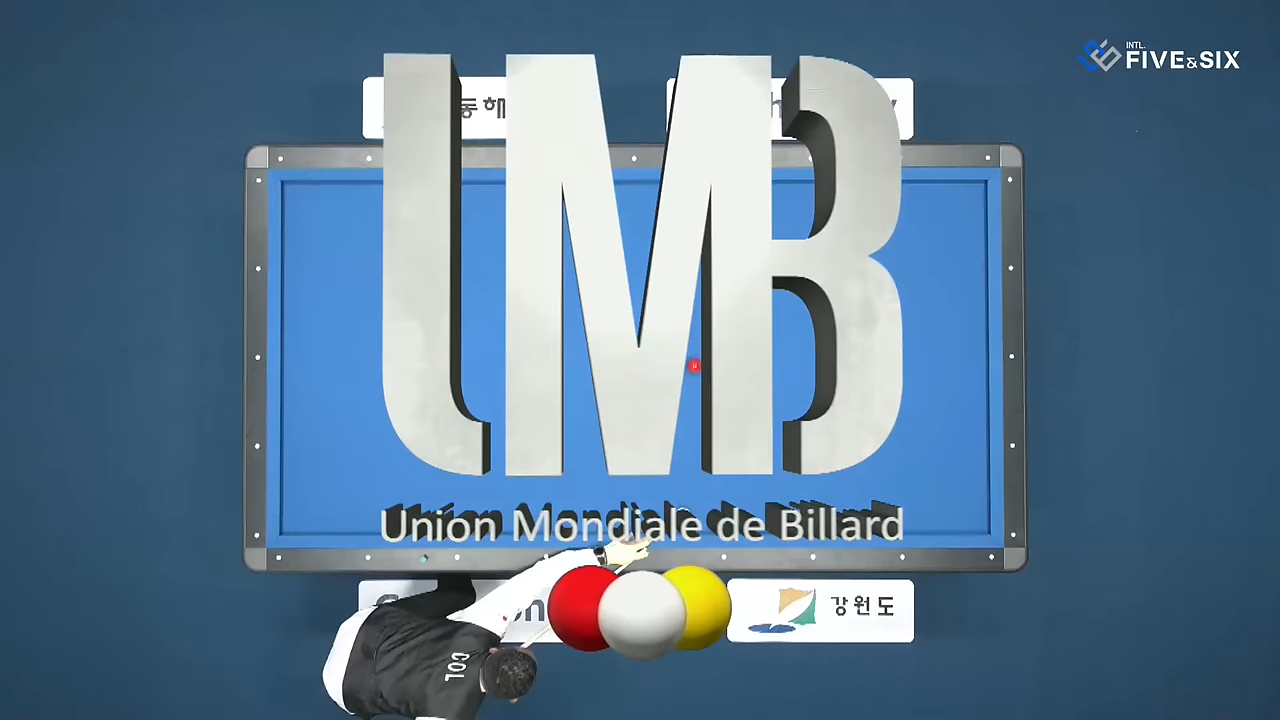 INTL.
FIVE&SIX
동해
UMB
Union Mondiale de Billard
강원도
COL